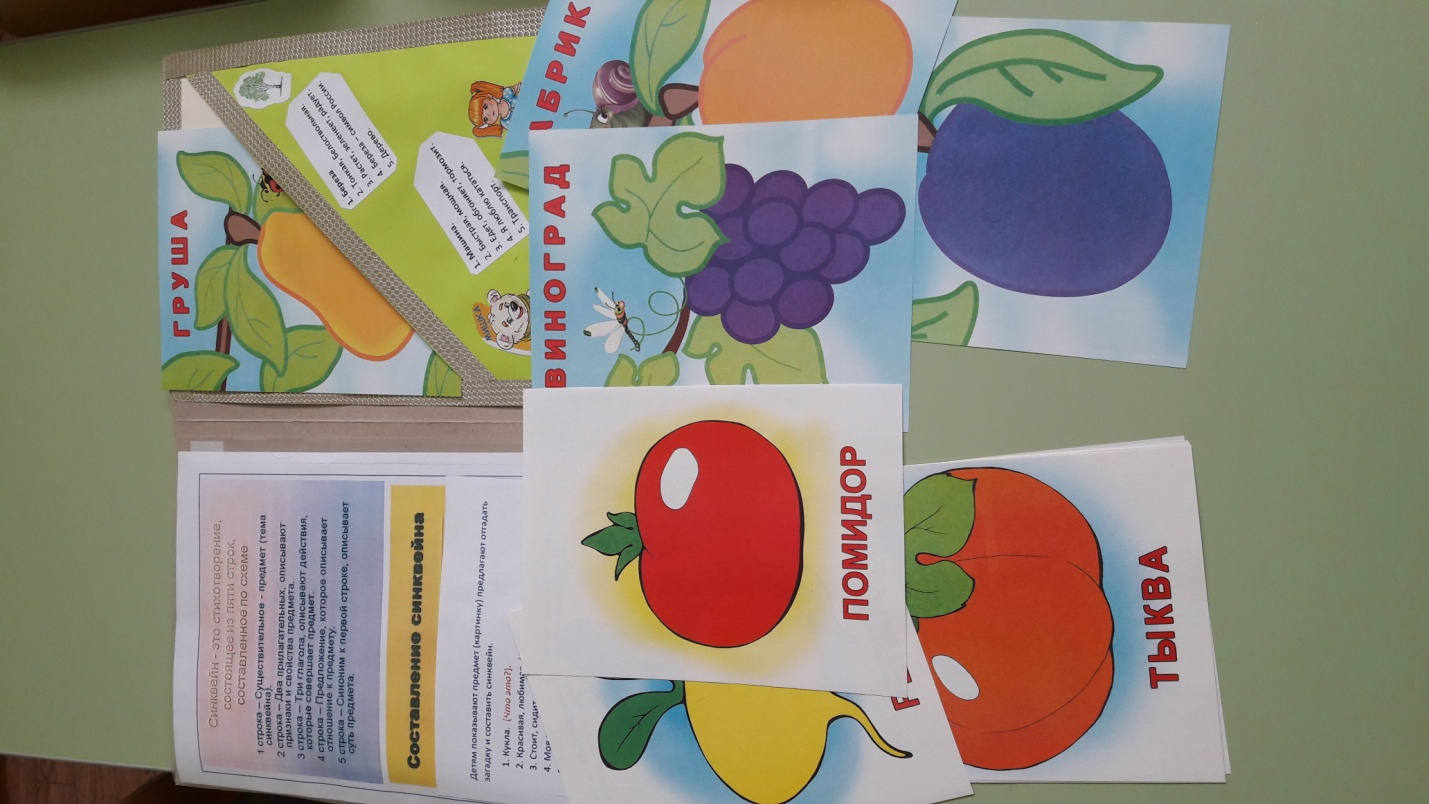 Синквейн - это стихотворение,
состоящее из пяти строк,
составленное по схеме
1 строка – Существительное - предмет (тема
синквейна).
2 строка – Два прилагательных, описывают
признаки и свойства предмета.
3 строка – Три глагола, описывают действия,
которые совершает предмет.
4 строка – Предложение, которое описывает
отношение к предмету.
5 строка – Синоним к первой строке, описывает
суть предмета.
Составление синквейна
Детям показывают предмет (картинку) предлагают отгадать
загадку и составить синквейн.
1. Кукла. (Что это?).
2. Красивая,
3. Стоит, сидит
4.
ГРУША
1. Береза
2. Тонкая, Белоствольная.
3. Растет, зеленеет, радует.
4. Береза – символ России.
5. Дерево.
1. Машина.
2. Быстрая, мощная.
3. Едет, обгоняет, тормозит.
4. Я люблю кататься.
5. Транспорт.
МИШКА
БРИК
ВИНОГРАД
ПОМИДОР
ТЫКВА